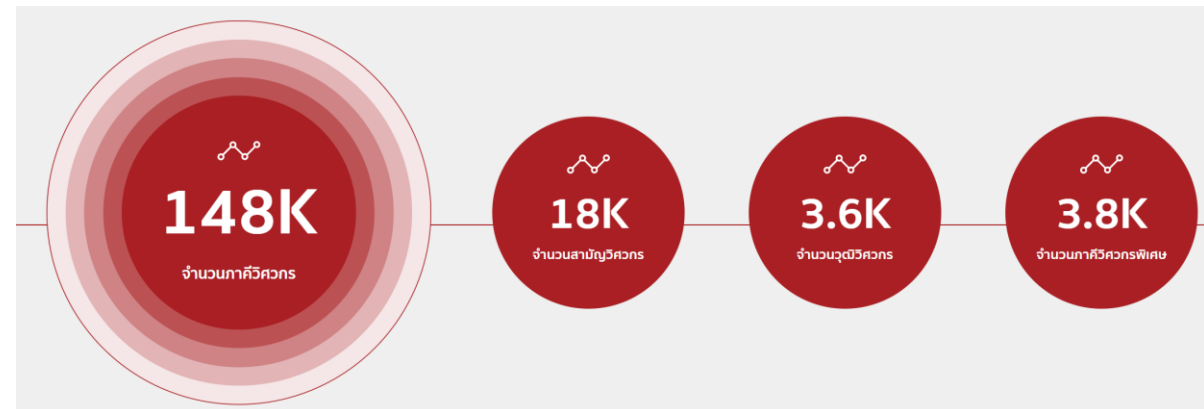 148K
จำนวนภาคีวิศวกร
18K
จำนวนสามัญวิศวกร
3.6K
จำนวนวุฒิวิศวกร
3.8K
จำนวนภาคีวิศวกรพิเศษ